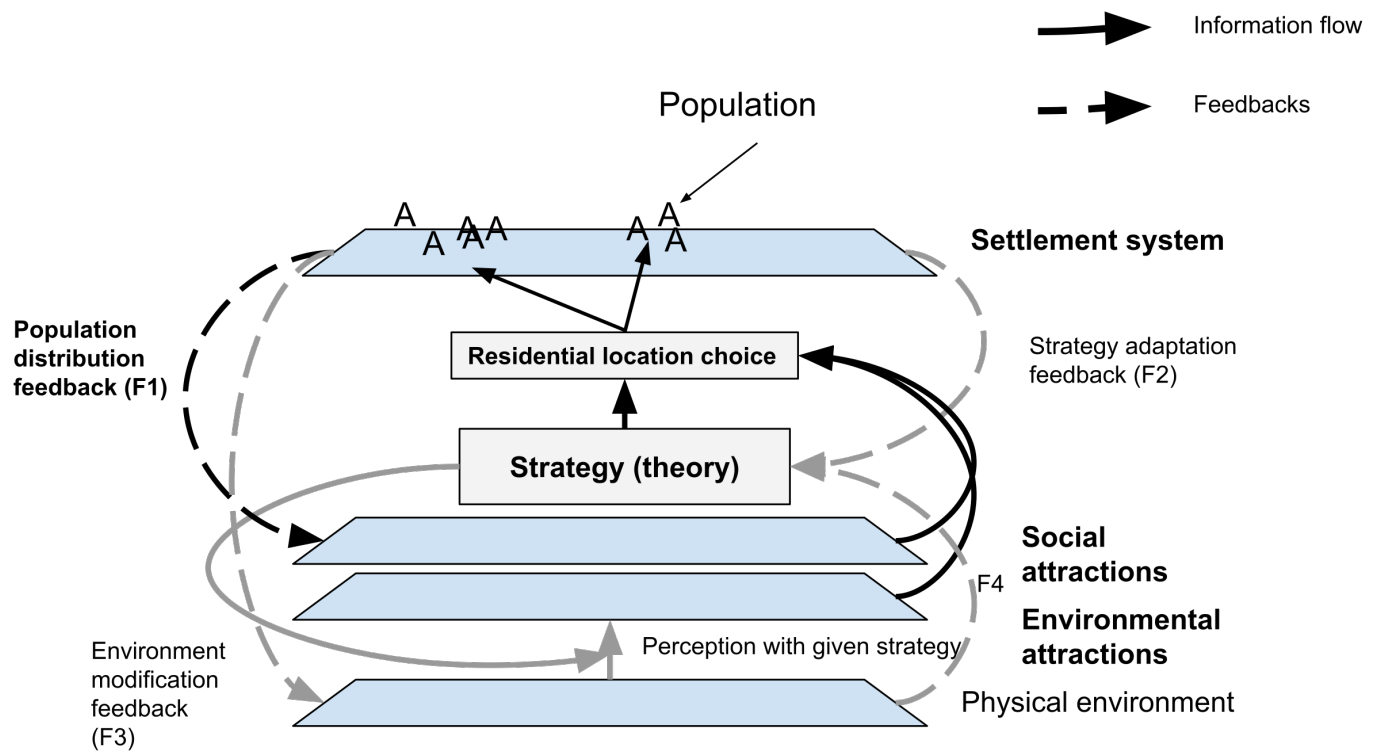 Information flow
Feedbacks
Population
A
A
A
A
A
A
A
A
A
Settlement system
Population
distribution
feedback (F1)
Residential location choice
Strategy adaptation
feedback (F2)
Strategy (theory)
Social
attractions
F4
Environmental
attractions
Perception with given strategy
Environment
modification
feedback
(F3)
Physical environment